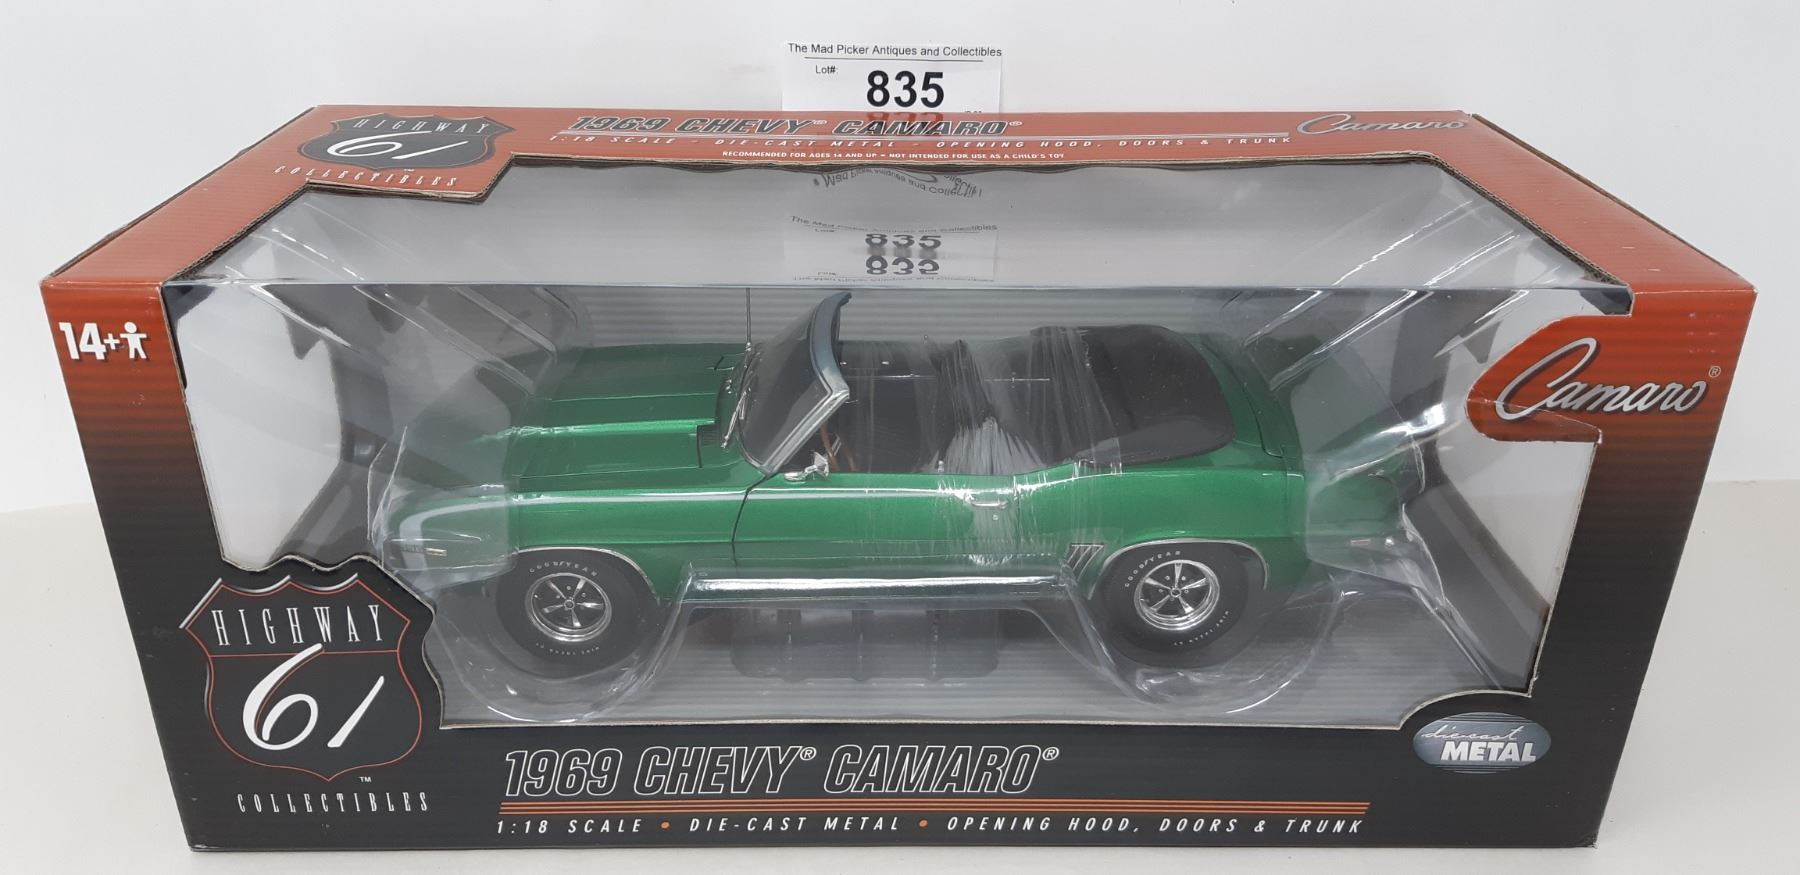 The Mad Picker Antiques and Collectibles
Lot#:
835
HIGHWAY
61
COLLECTIBLES™
1969 CHEVY® CAMARO®
1:18 SCALE - DIE-CAST METAL - OPENING HOOD, DOORS & TRUNK
RECOMMENDED FOR AGES 14 AND UP - NOT INTENDED FOR USE AS A CHILD'S TOY
Camaro
14+
Camaro®
GOODYEAR
GOODYEAR
HIGHWAY
61
™
COLLECTIBLES
1969 CHEVY® CAMARO®
1:18 SCALE • DIE-CAST METAL • OPENING HOOD, DOORS & TRUNK
die-cast
METAL